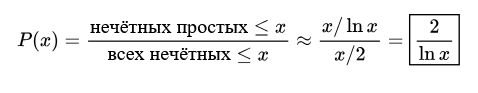 P(x) = нечётных простых ≤ x / всех нечётных ≤ x ≈ x/ ln x / x/2 = 2 / ln x